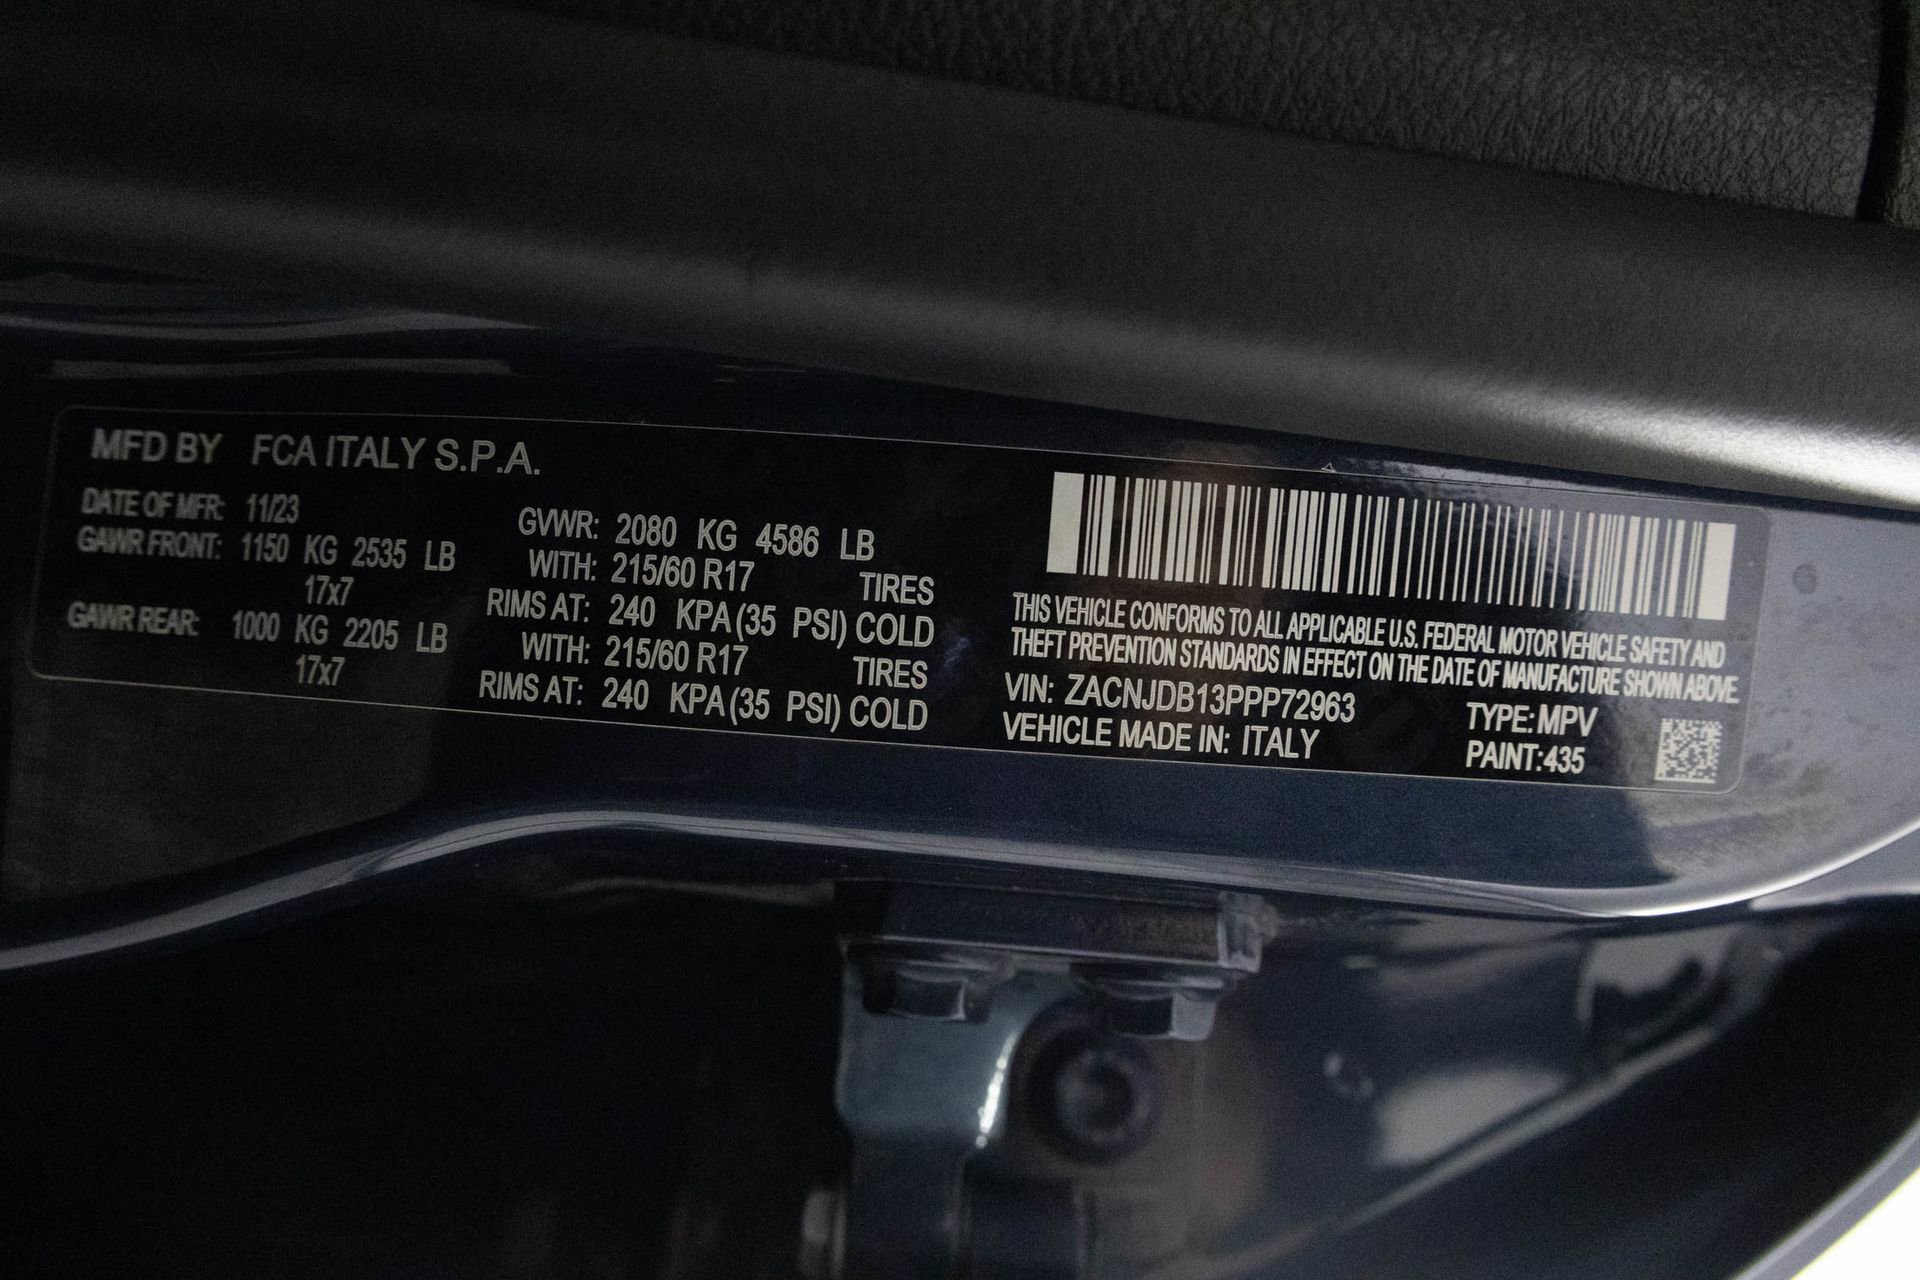 MFD BY FCA ITALY S.P.A.
DATE OF MFR: 11/23
GAWR FRONT: 1150 KG 2535 LB
17x7
GAWR REAR: 1000 KG 2205 LB
17x7
GVWR: 2080 KG 4586 LB
WITH: 215/60 R17 TIRES
RIMS AT: 240 KPA (35 PSI) COLD
WITH: 215/60 R17 TIRES
RIMS AT: 240 KPA (35 PSI) COLD
THIS VEHICLE CONFORMS TO ALL APPLICABLE U.S. FEDERAL MOTOR VEHICLE SAFETY AND
THEFT PREVENTION STANDARDS IN EFFECT ON THE DATE OF MANUFACTURE SHOWN ABOVE.
VIN: ZACNJDB13PPP72963
VEHICLE MADE IN: ITALY
TYPE: MPV
PAINT: 435